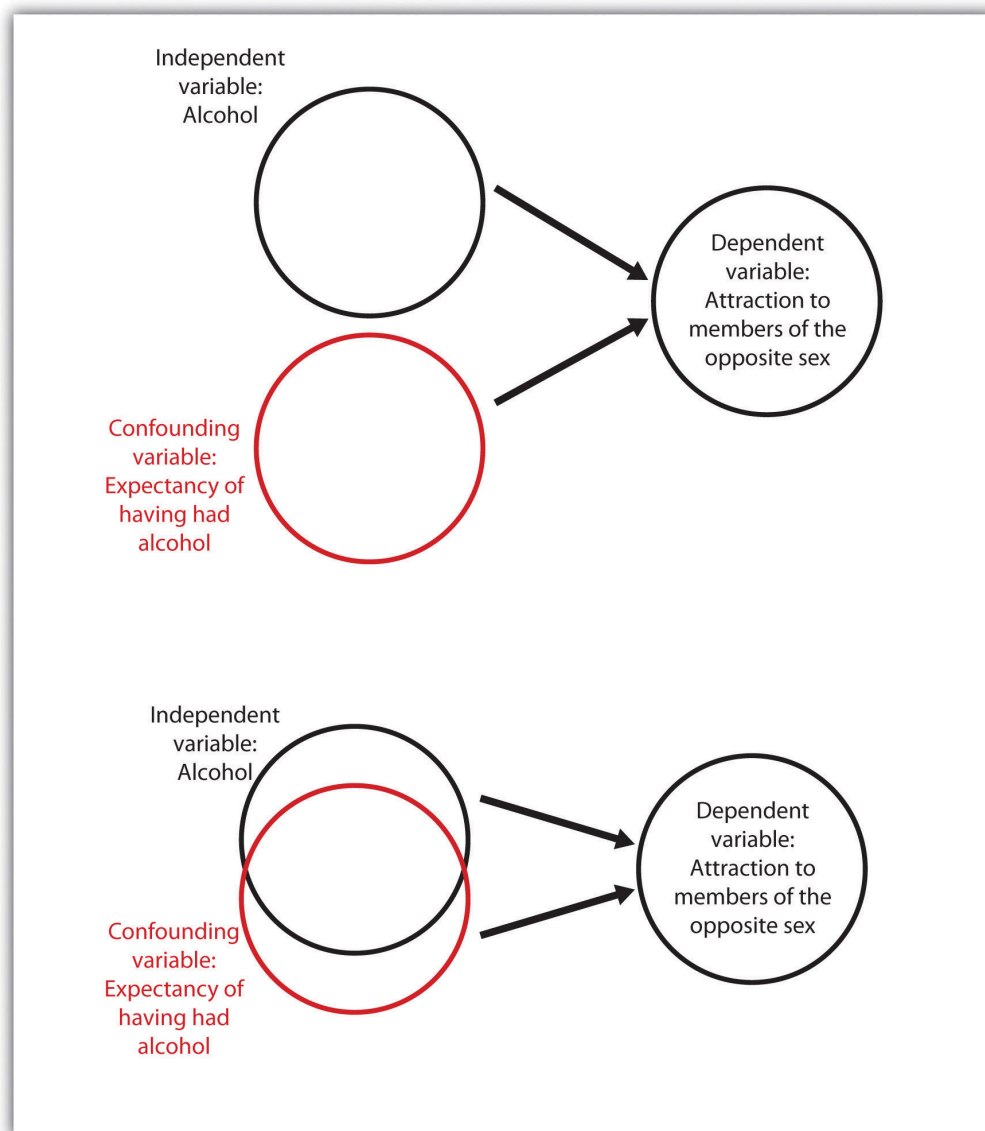 Independent
variable:
Alcohol
Dependent
variable:
Attraction to
members of the
opposite sex
Confounding
variable:
Expectancy of
having had
alcohol
Independent
variable:
Alcohol
Dependent
variable:
Attraction to
members of the
opposite sex
Confounding
variable:
Expectancy of
having had
alcohol